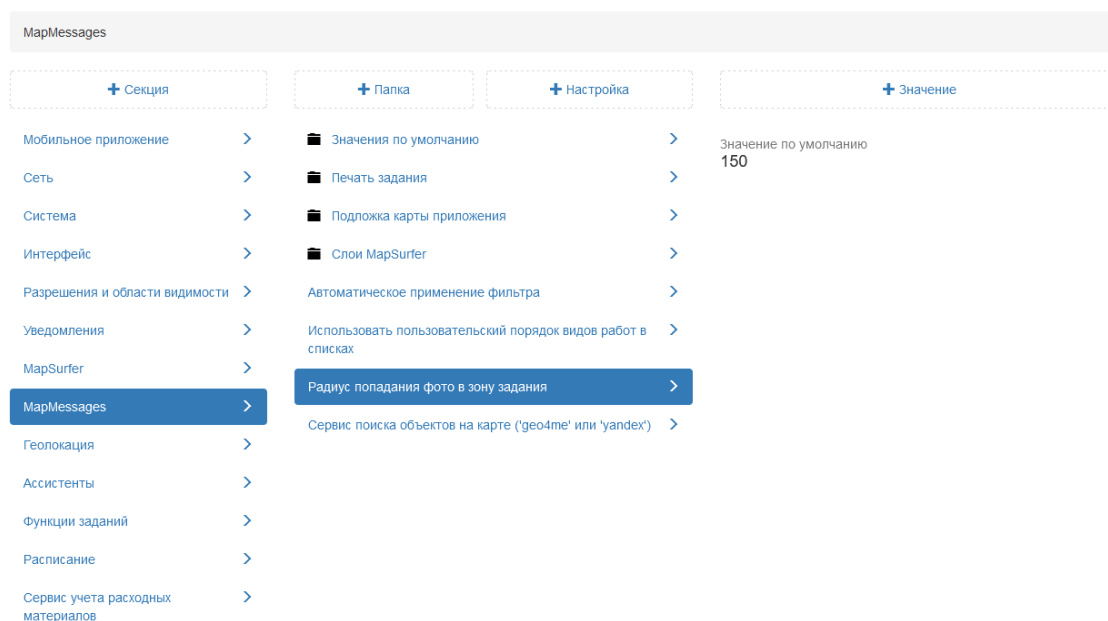 MapMessages
Секция
Папка
Настройка
Значение
Мобильное приложение
Сеть
Система
Интерфейс
Разрешения и области видимости
Уведомления
MapSurfer
MapMessages
Геолокация
Ассистенты
Функции заданий
Расписание
Сервис учета расходных
материалов
Значения по умолчанию
Печать задания
Подложка карты приложения
Слои MapSurfer
Автоматическое применение фильтра
Использовать пользовательский порядок видов работ в
списках
Радиус попадания фото в зону задания
Сервис поиска объектов на карте ('geo4me' или 'yandex')
Значение по умолчанию
150